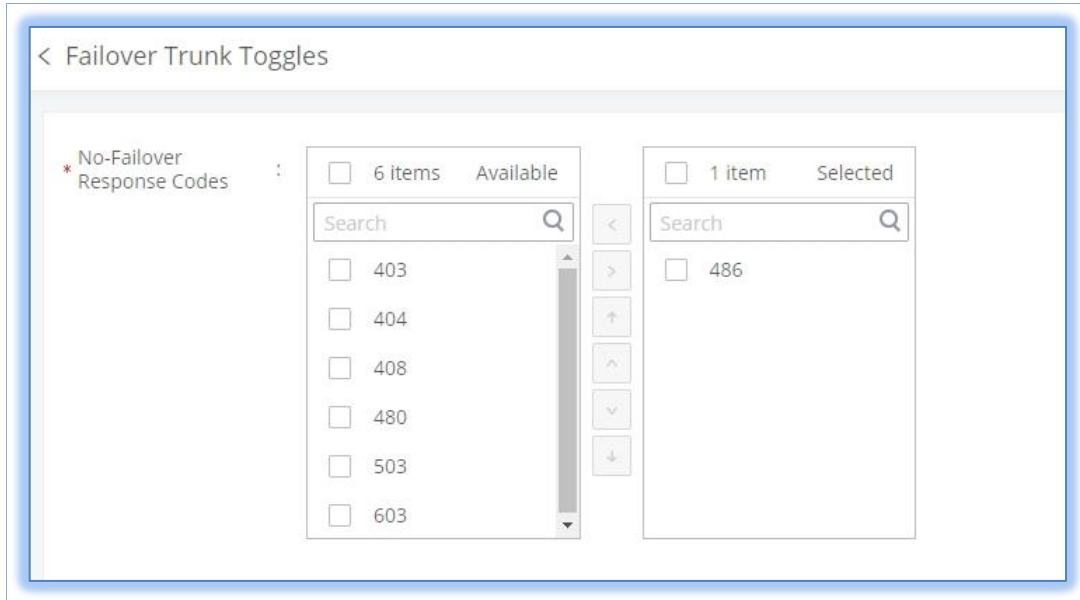 Failover Trunk Toggles
* No-Failover
Response Codes :
6 items Available
Search
403
404
408
480
503
603
1 item Selected
Search
486